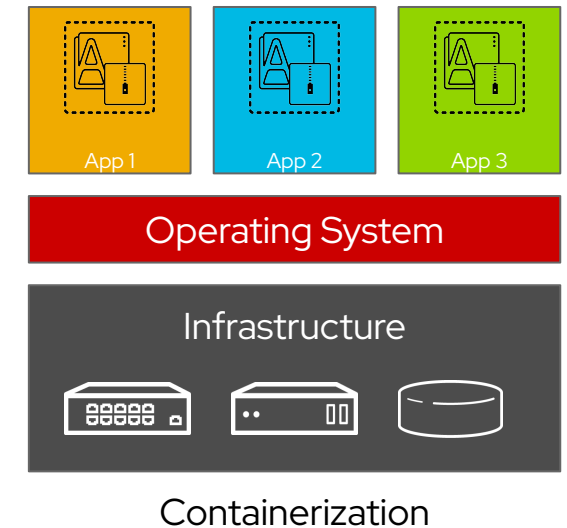 App 1
App 2
App 3
Operating System
Infrastructure
Containerization